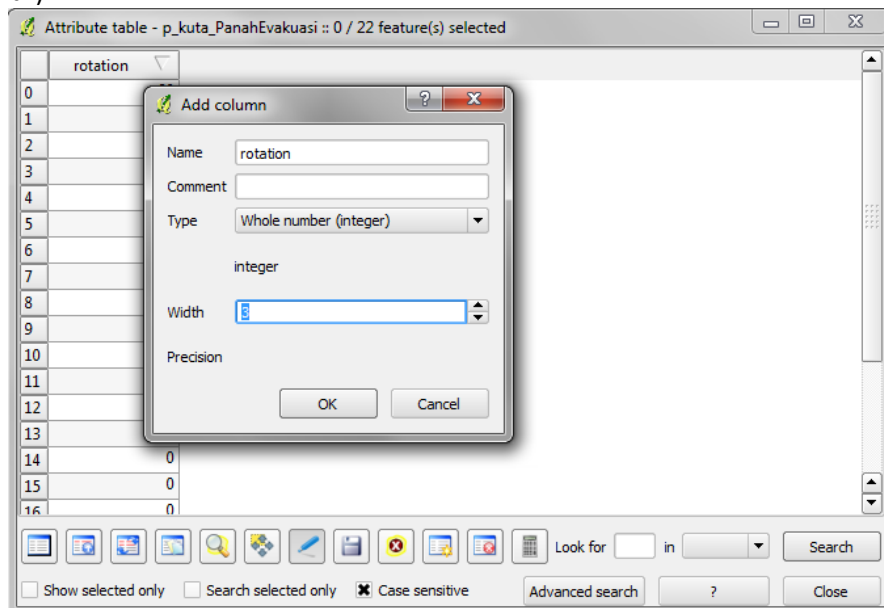 Attribute table - p_kuta_PanahEvakuasi :: 0 / 22 feature(s) selected
rotation
0
1
2
3
4
5
6
7
8
9
10
11
12
13
14 0
15 0
16 0
Add column
Name rotation
Comment
Type Whole number (integer)
integer
Width 3
Precision
OK Cancel
Look for in Search
Show selected only Search selected only Case sensitive Advanced search ? Close